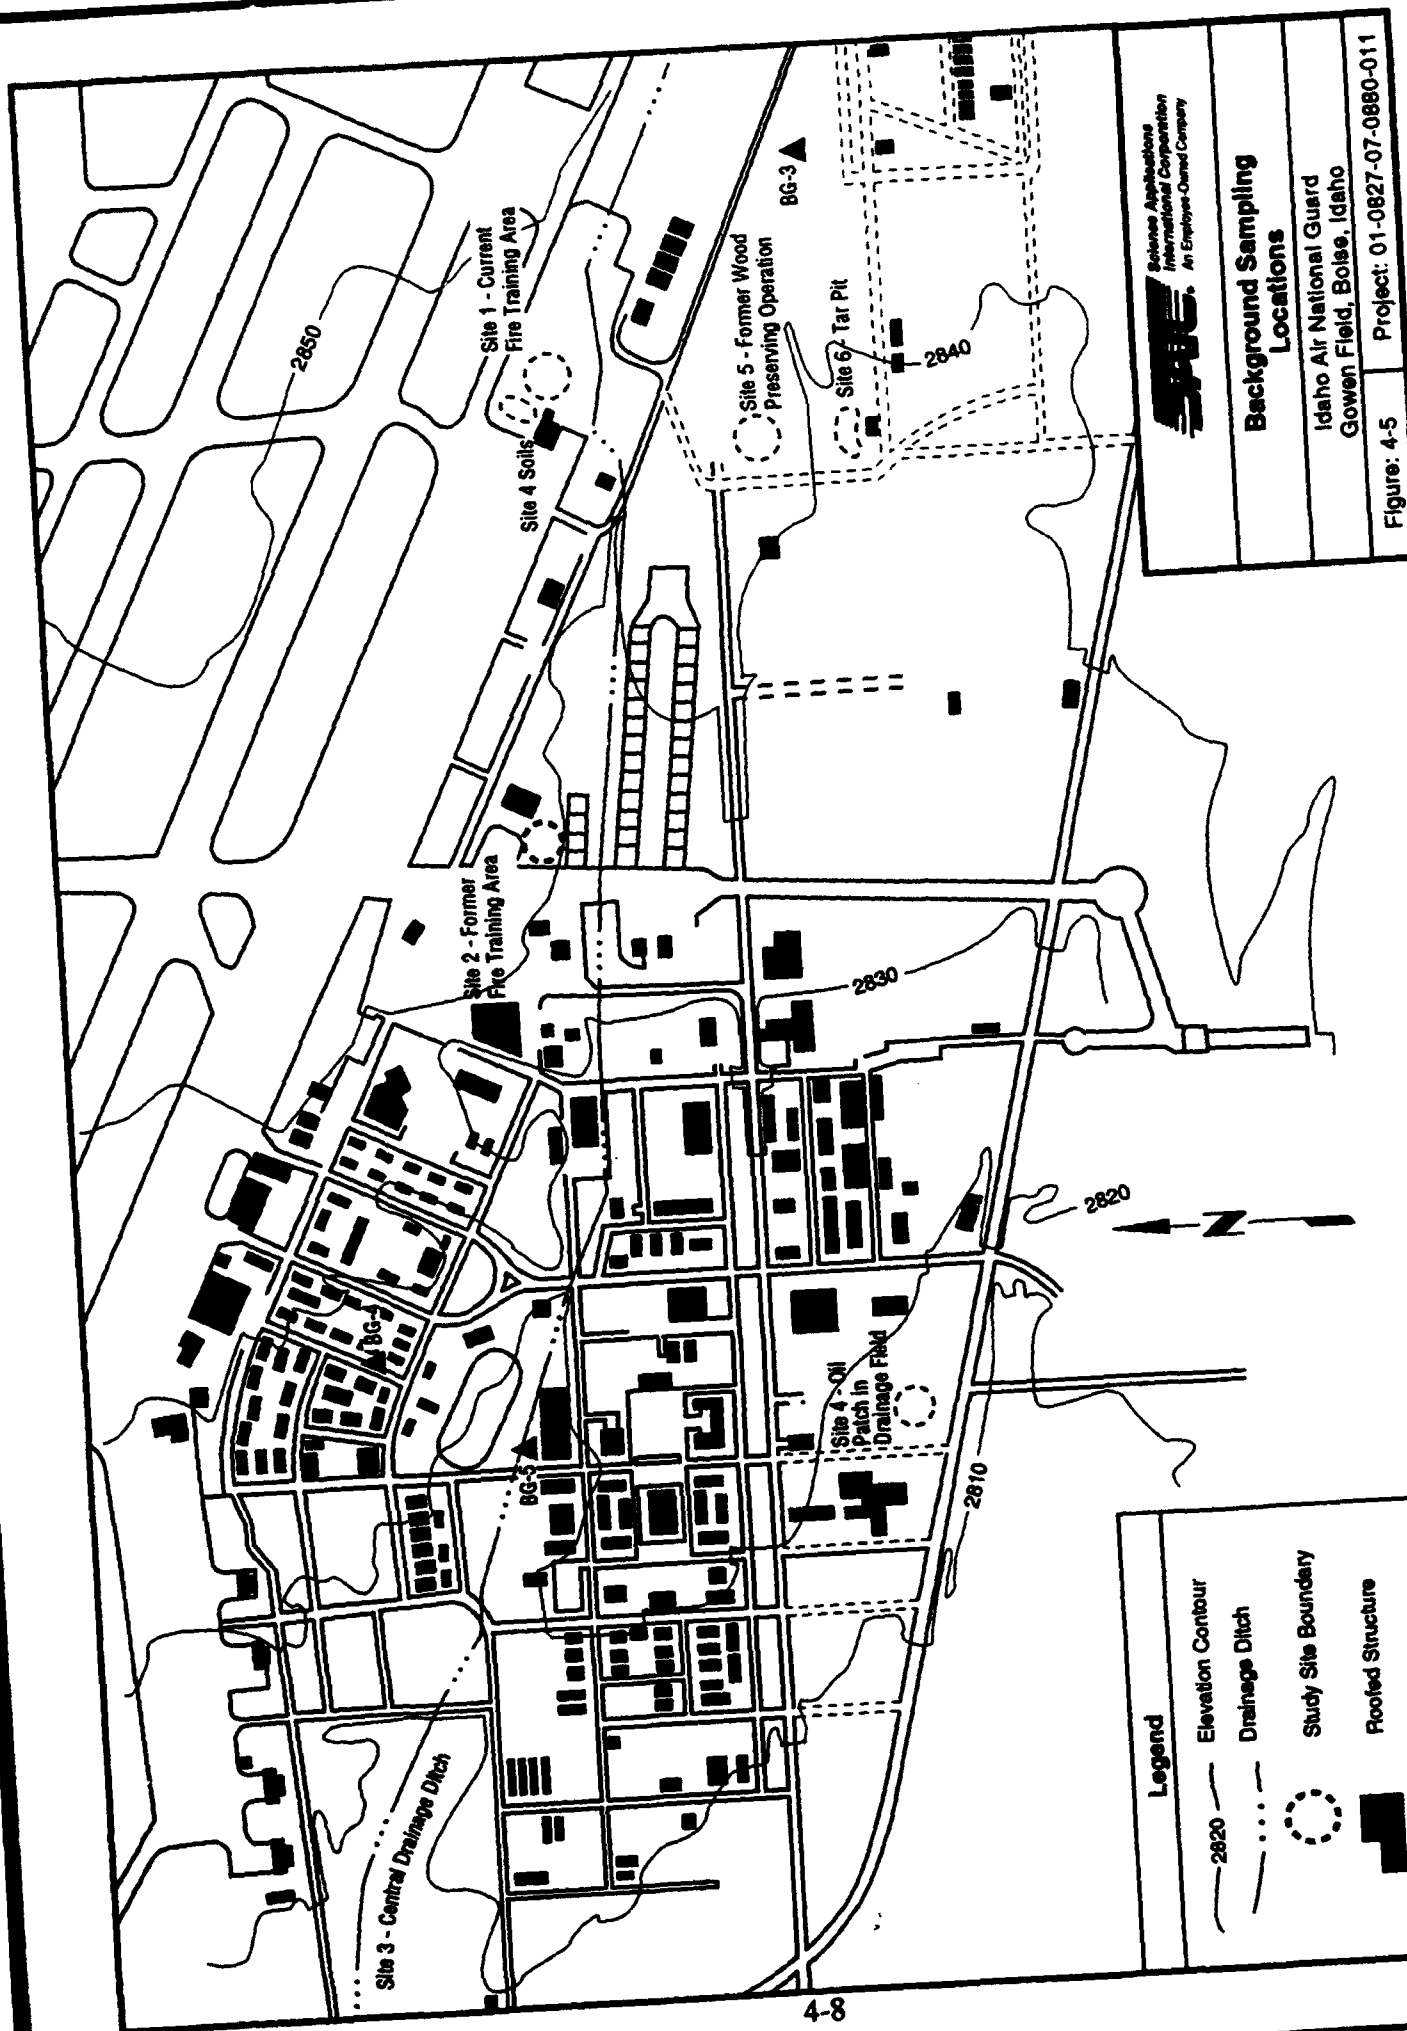 2850
Site 1 - Current
Fire Training Area
Site 4 Soils
BG-3
Site 5 - Former Wood
Preserving Operation
Site 6 - Tar Pit
2840
Site 2 - Former
Fire Training Area
2830
BG-4
BG-5
Site 4 - Oil
Patch in
Drainage Field
2820
N
2810
Site 3 - Central Drainage Ditch
Legend
2820
Elevation Contour
Drainage Ditch
Study Site Boundary
Roofed Structure
Science Applications
International Corporation
An Employee-Owned Company
Background Sampling
Locations
Idaho Air National Guard
Gowen Field, Boise, Idaho
Figure: 4-5
Project: 01-0827-07-0880-011
4-8